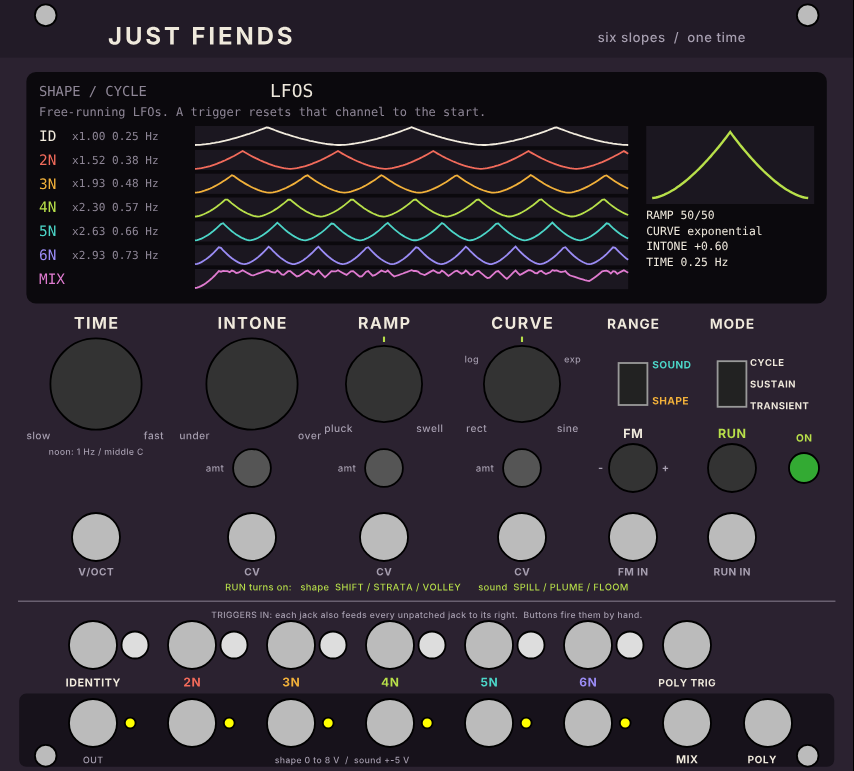 JUST FIENDS
six slopes / one time
SHAPE / CYCLE LFOS
Free-running LFOs. A trigger resets that channel to the start.
ID x1.00 0.25 Hz
2N x1.52 0.38 Hz
3N x1.93 0.48 Hz
4N x2.30 0.57 Hz
5N x2.63 0.66 Hz
6N x2.93 0.73 Hz
MIX
RAMP 50/50
CURVE exponential
INTONE +0.60
TIME 0.25 Hz
TIME INTONE RAMP CURVE RANGE MODE
log exp
SOUND
SHAPE
CYCLE
SUSTAIN
TRANSIENT
slow fast under over pluck swell rect sine
noon: 1 Hz / middle C
FM RUN ON
amt amt amt - +
V/OCT CV CV CV FM IN RUN IN
RUN turns on: shape SHIFT / STRATA / VOLLEY sound SPILL / PLUME / FLOOM
TRIGGERS IN: each jack also feeds every unpatched jack to its right. Buttons fire them by hand.
IDENTITY 2N 3N 4N 5N 6N POLY TRIG
OUT shape 0 to 8 V / sound +-5 V MIX POLY